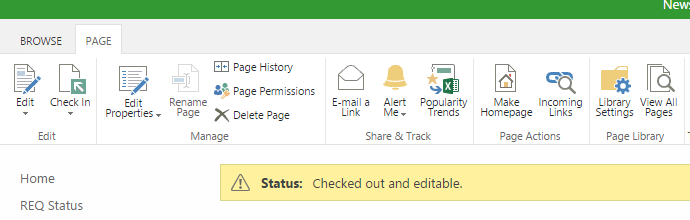 News
BROWSE
PAGE
Edit
Check In
Edit
Properties
Rename
Page
Page History
Page Permissions
Delete Page
E-mail a
Link
Alert
Me
Popularity
Trends
Make
Homepage
Incoming
Links
Library
Settings
View All
Pages
Edit
Manage
Share & Track
Page Actions
Page Library
Home
Status: Checked out and editable.
REQ Status